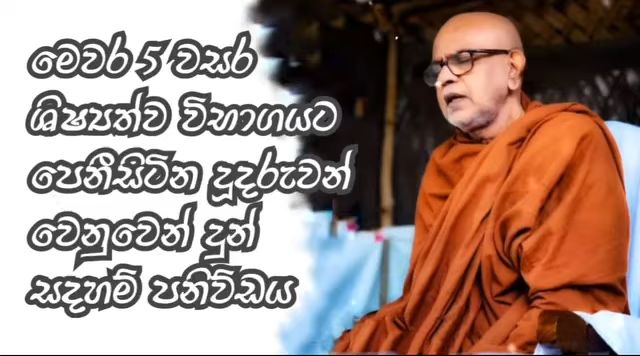 මෙවර 5 වසර
ශිෂ්‍යත්ව විභාගයට
පෙනීසිටින දූදරුවන්
වෙනුවෙන් දුන්
සදහම් පනිව්ඩය